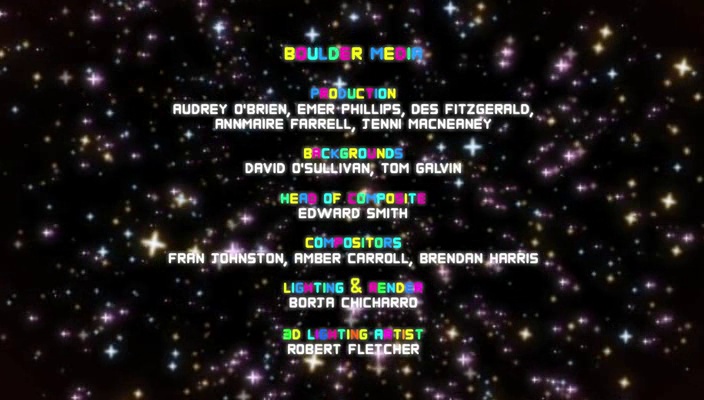 BOULDER MEDIA
PRODUCTION
AUDREY O'BRIEN, EMER PHILLIPS, DES FITZGERALD,
ANNMAIRE FARRELL, JENNI MACNEANEY
BACKGROUNDS
DAVID O'SULLIVAN, TOM GALVIN
HEAD OF COMPOSITE
EDWARD SMITH
COMPOSITORS
FRAN JOHNSTON, AMBER CARROLL, BRENDAN HARRIS
LIGHTING & RENDER
BORJA CHICHARRO
3D LIGHTING ARTIST
ROBERT FLETCHER